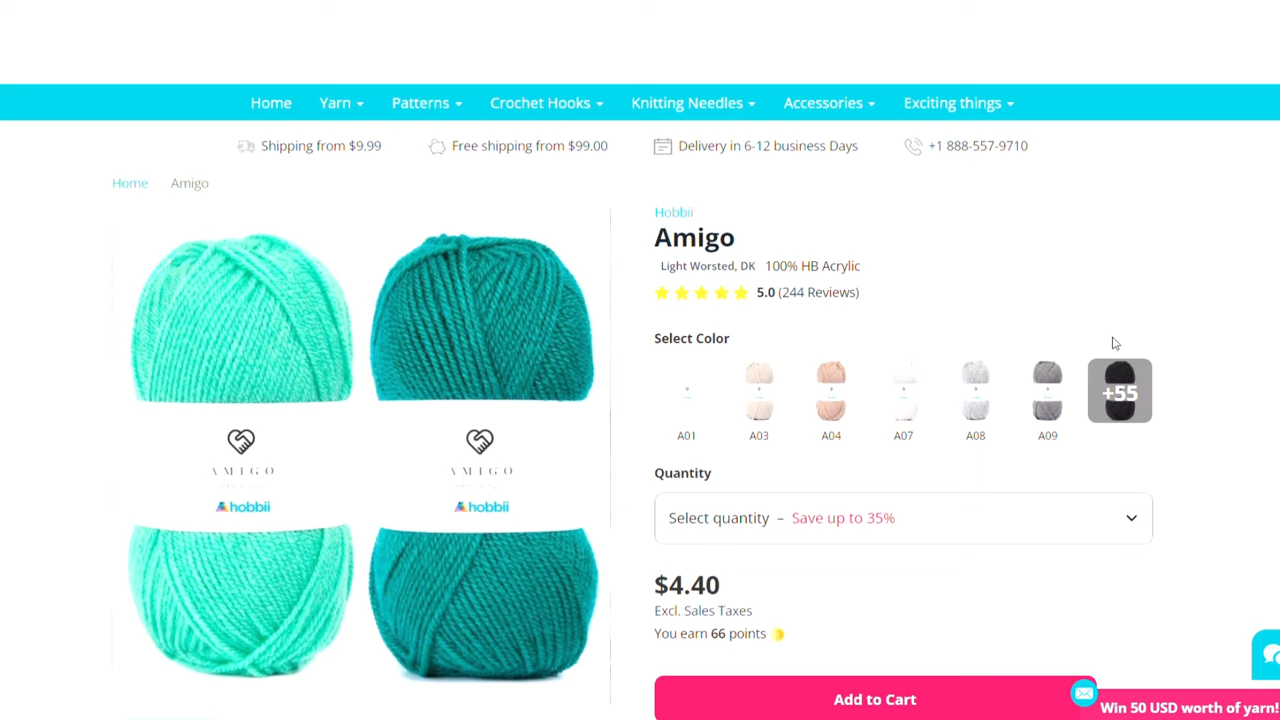 Home Yarn Patterns Crochet Hooks Knitting Needles Accessories Exciting things
Shipping from $9.99 Free shipping from $99.00 Delivery in 6-12 business Days +1 888-557-9710
Home Amigo
Hobbii
Amigo
Light Worsted, DK 100% HB Acrylic
5.0 (244 Reviews)
Select Color
+55
A01 A03 A04 A07 A08 A09
AMIGO AMIGO
hobbii hobbii
Quantity
Select quantity – Save up to 35%
$4.40
Excl. Sales Taxes
You earn 66 points
Add to Cart
Win 50 USD worth of yarn!